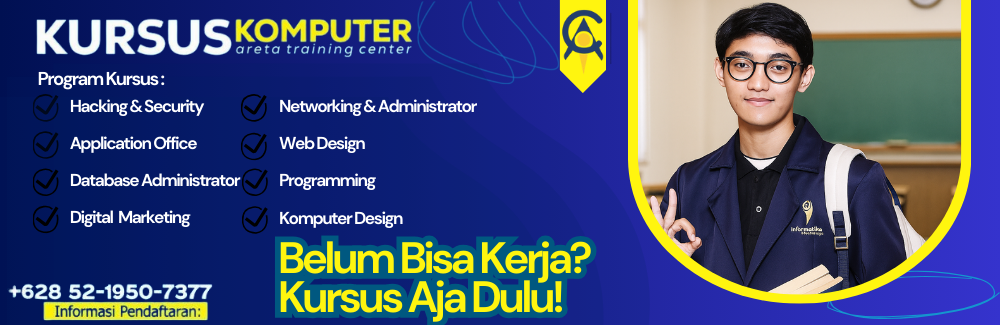 KURSUS KOMPUTER
areta training center
Program Kursus :
Hacking & Security
Networking & Administrator
Application Office
Web Design
Database Administrator
Programming
Digital Marketing
Komputer Design
Belum Bisa Kerja?
Kursus Aja Dulu!
+628 52-1950-7377
Informasi Pendaftaran:
Informatika